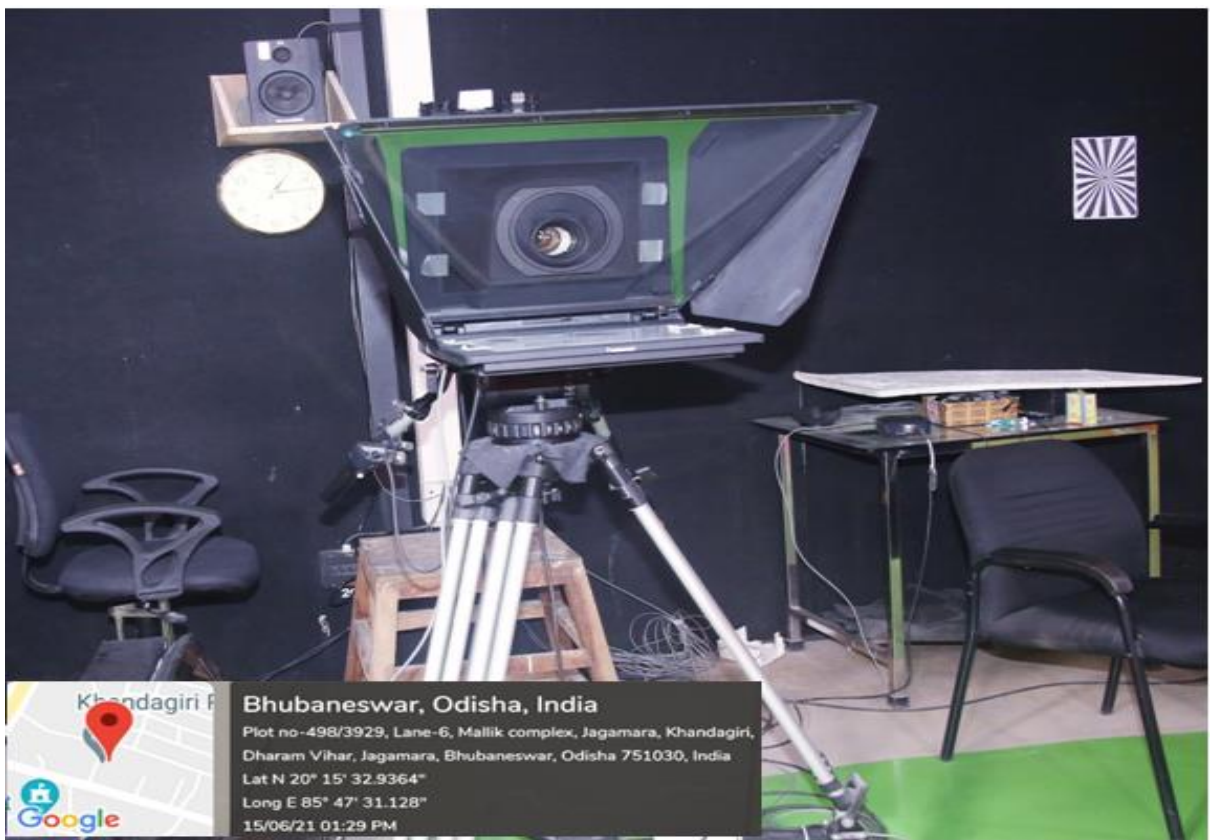 Khandagiri F
Google
Bhubaneswar, Odisha, India
Plot no-498/3929, Lane-6, Mallik complex, Jagamara, Khandagiri,
Dharam Vihar, Jagamara, Bhubaneswar, Odisha 751030, India
Lat N 20° 15' 32.9364"
Long E 85° 47' 31.128"
15/06/21 01:29 PM